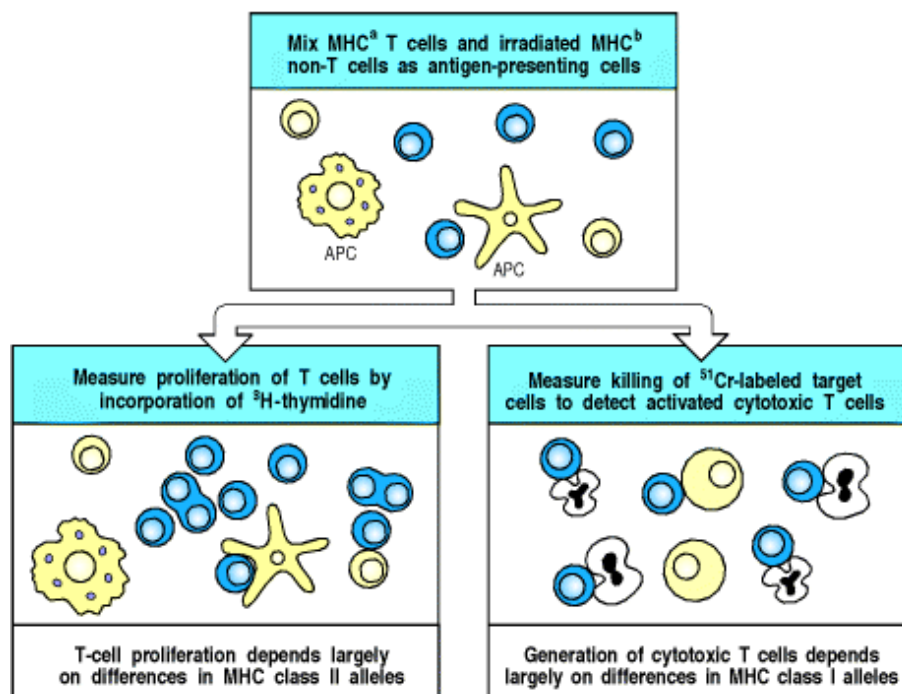 Mix MHCᵃ T cells and irradiated MHCᵇ
non-T cells as antigen-presenting cells
APC
APC
Measure proliferation of T cells by
incorporation of ³H-thymidine
Measure killing of ⁵¹Cr-labeled target
cells to detect activated cytotoxic T cells
T-cell proliferation depends largely
on differences in MHC class II alleles
Generation of cytotoxic T cells depends
largely on differences in MHC class I alleles